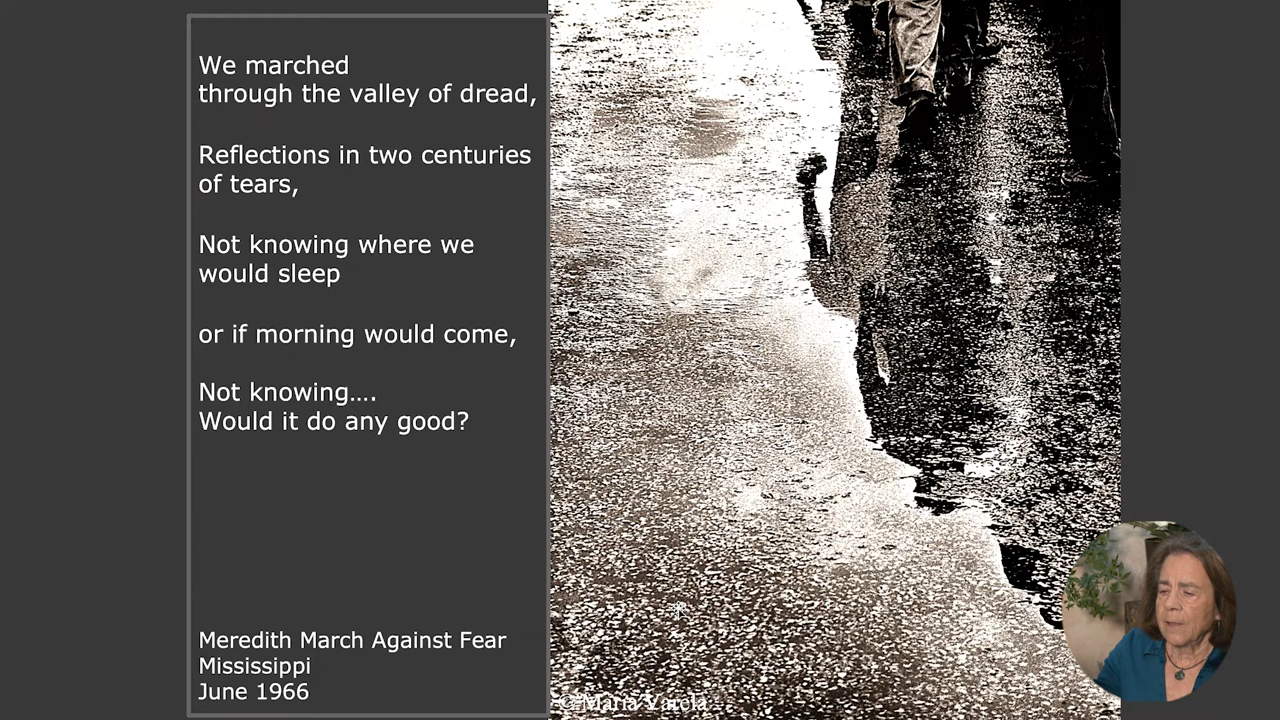 We marched
through the valley of dread,
Reflections in two centuries
of tears,
Not knowing where we
would sleep
or if morning would come,
Not knowing….
Would it do any good?
Meredith March Against Fear
Mississippi
June 1966
© Maria Varela